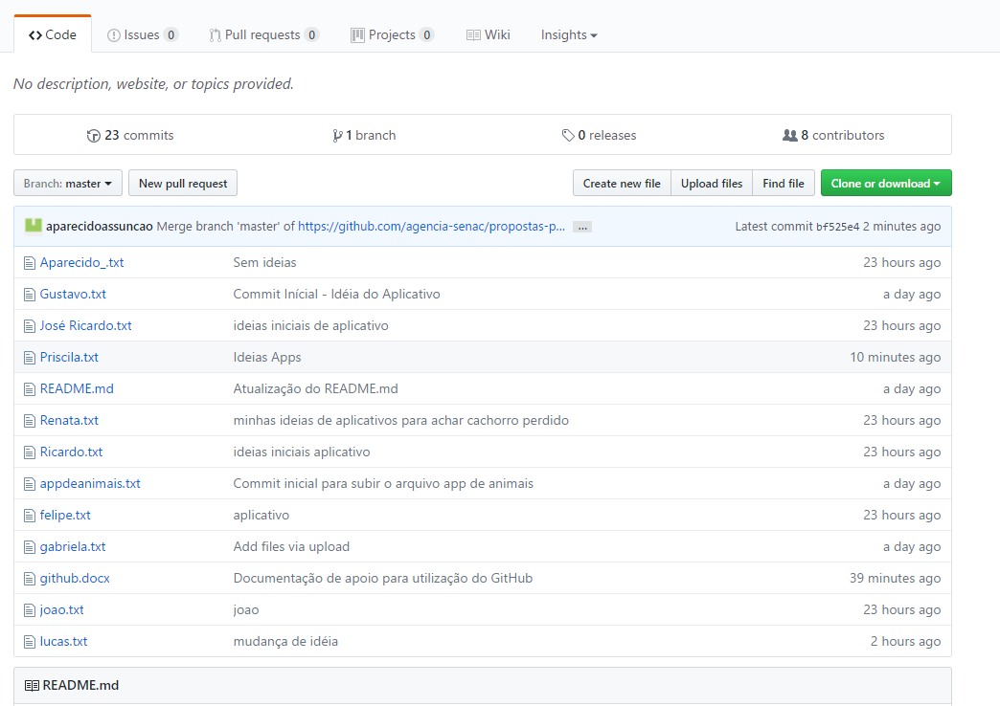 Code Issues 0 Pull requests 0 Projects 0 Wiki Insights
No description, website, or topics provided.
23 commits 1 branch 0 releases 8 contributors
Branch: master New pull request Create new file Upload files Find file Clone or download
aparecidoassuncao Merge branch 'master' of https://github.com/agencia-senac/propostas-p... ... Latest commit bf525e4 2 minutes ago
Aparecido_.txt Sem ideias 23 hours ago
Gustavo.txt Commit Inícial - Idéia do Aplicativo a day ago
José Ricardo.txt ideias iniciais de aplicativo 23 hours ago
Priscila.txt Ideias Apps 10 minutes ago
README.md Atualização do README.md a day ago
Renata.txt minhas ideias de aplicativos para achar cachorro perdido 23 hours ago
Ricardo.txt ideias iniciais aplicativo 23 hours ago
appdeanimais.txt Commit inicial para subir o arquivo app de animais a day ago
felipe.txt aplicativo 23 hours ago
gabriela.txt Add files via upload a day ago
github.docx Documentação de apoio para utilização do GitHub 39 minutes ago
joao.txt joao 23 hours ago
lucas.txt mudança de idéia 2 hours ago
README.md